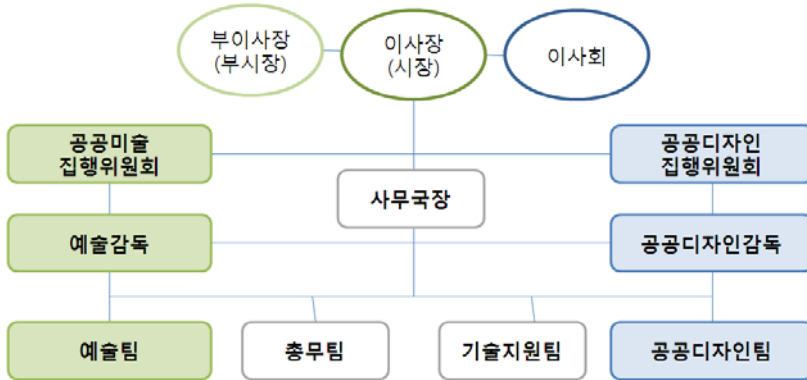 부이사장
(부시장)
이사장
(시장)
이사회
공공미술
집행위원회
공공디자인
집행위원회
사무국장
예술감독
공공디자인감독
예술팀
총무팀
기술지원팀
공공디자인팀